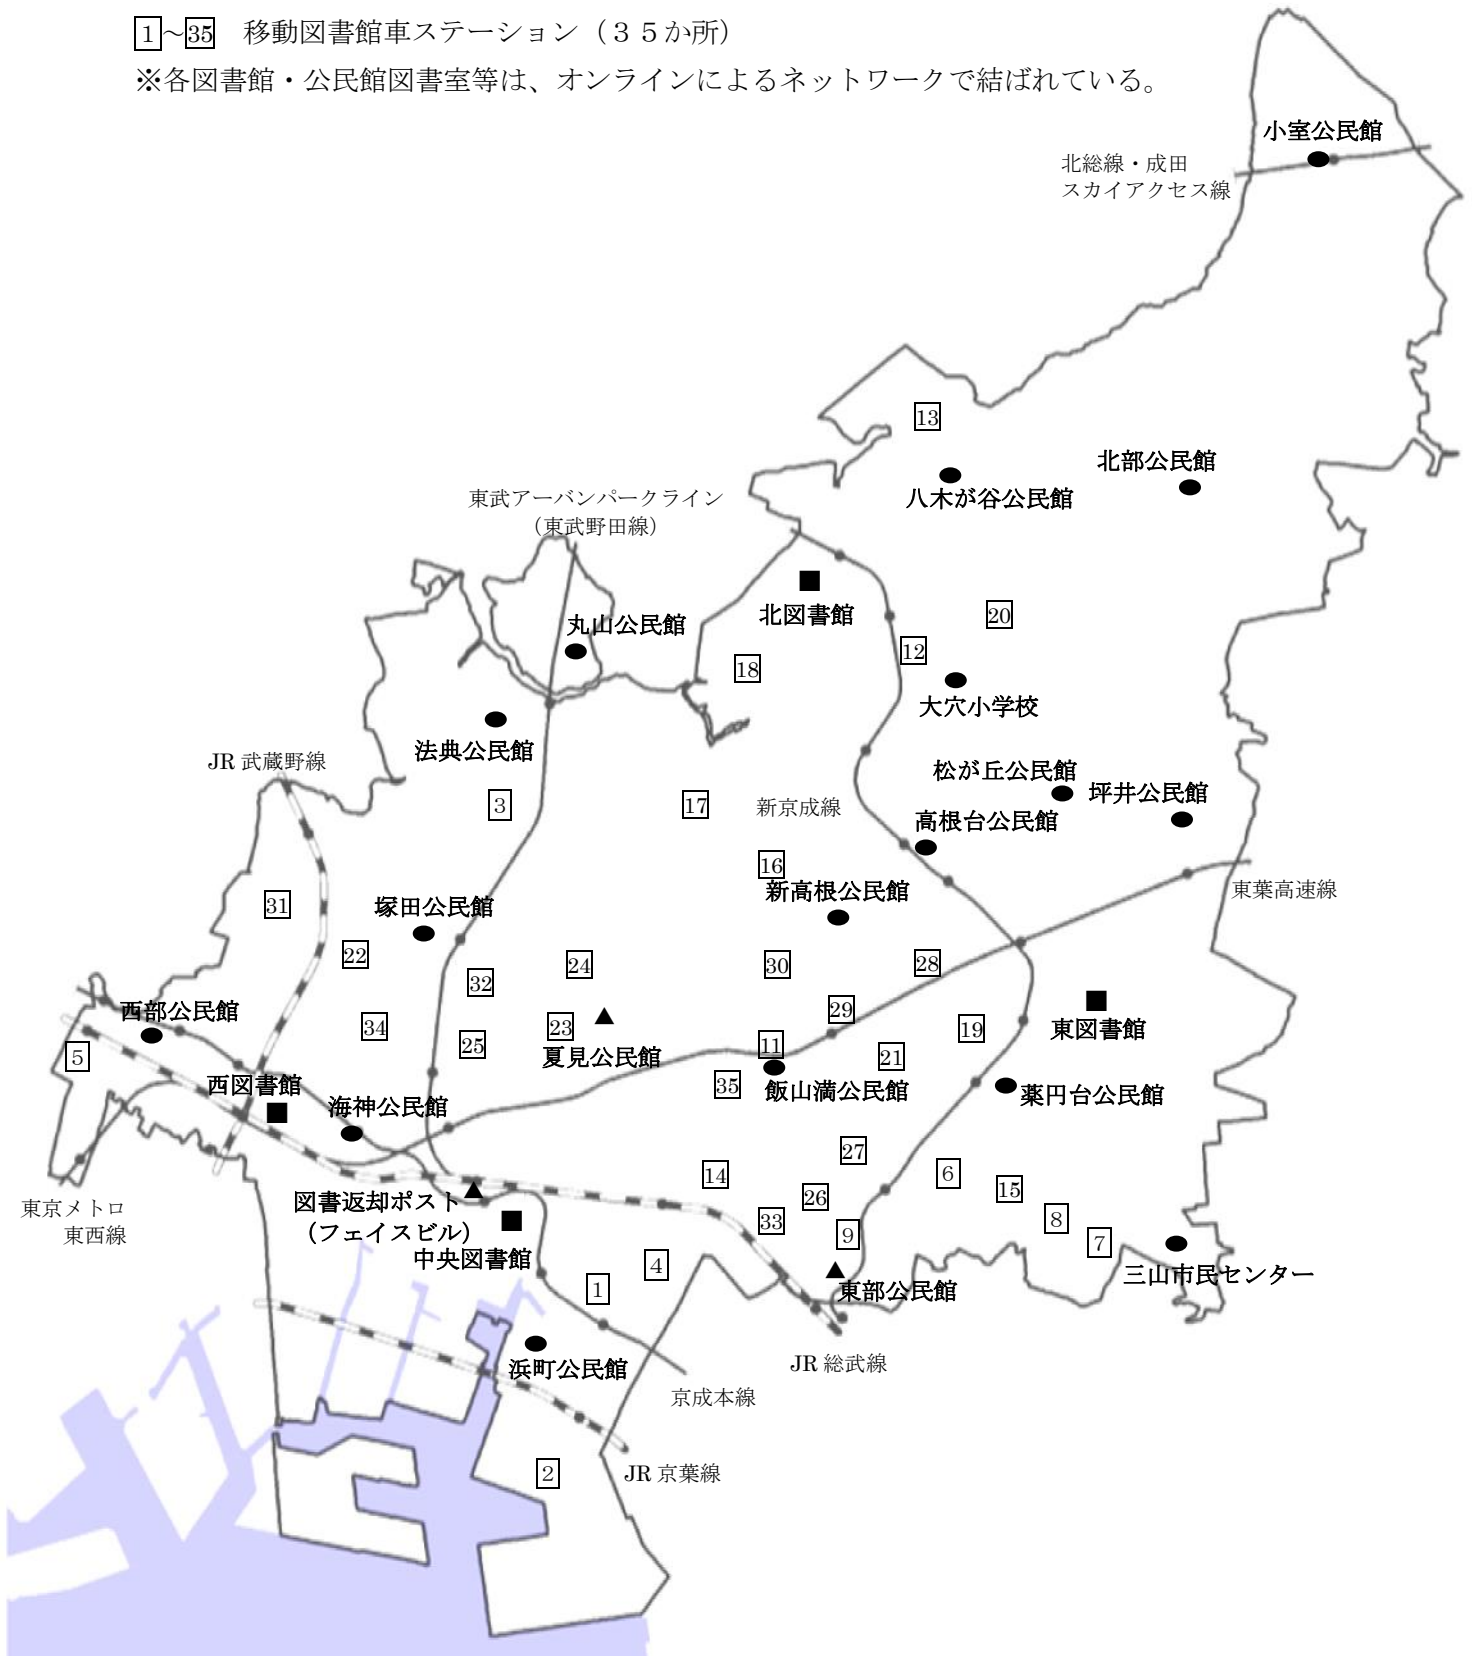 1～35　移動図書館車ステーション（３５か所）
※各図書館・公民館図書室等は、オンラインによるネットワークで結ばれている。
小室公民館
北総線・成田
スカイアクセス線
13
北部公民館
八木が谷公民館
東武アーバンパークライン
（東武野田線）
北図書館
20
丸山公民館
12
18
大穴小学校
法典公民館
JR 武蔵野線
松が丘公民館
坪井公民館
3
17
新京成線
高根台公民館
16
新高根公民館
東葉高速線
31
塚田公民館
22
32
24
30
28
西部公民館
29
34
23
19
東図書館
25
11
5
夏見公民館
21
西図書館
35
飯山満公民館
薬円台公民館
海神公民館
27
14
6
15
26
東京メトロ
東西線
図書返却ポスト
（フェイスビル）
33
9
8
7
中央図書館
4
三山市民センター
1
東部公民館
浜町公民館
JR 総武線
京成本線
2
JR 京葉線